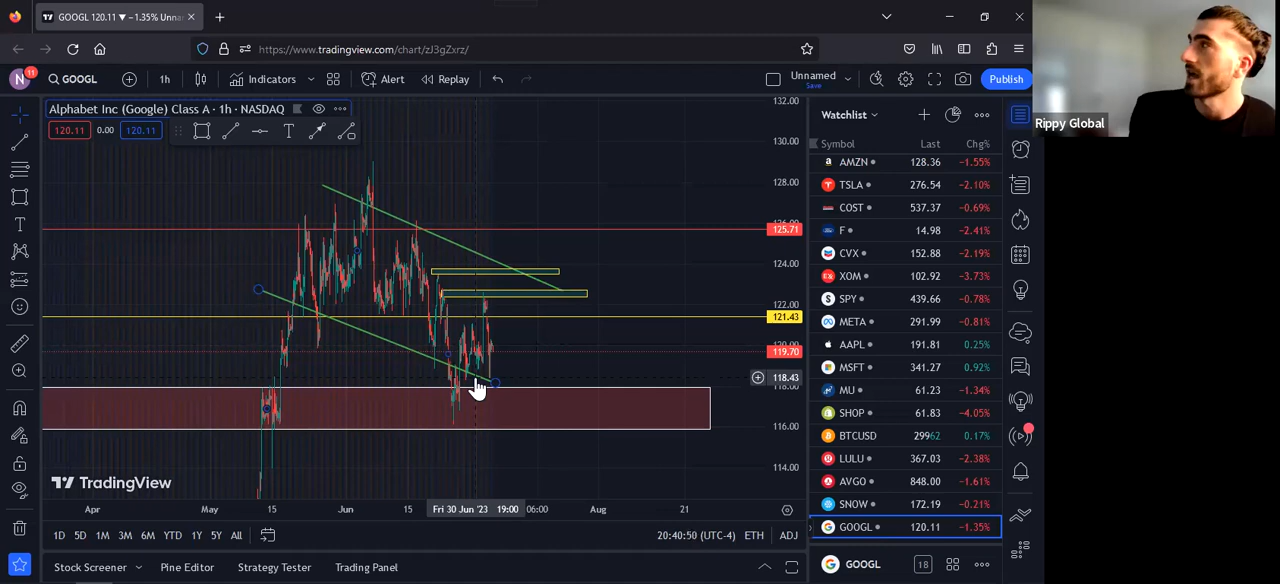 GOOGL 120.11 ▼ −1.35% Unnar
https://www.tradingview.com/chart/zJ3gZxrz/
N
11
GOOGL
1h
Indicators
Alert
Replay
Unnamed
Save
Publish
Alphabet Inc (Google) Class A · 1h · NASDAQ
120.11
0.00
120.11
132.00
130.00
128.00
125.71
124.00
122.00
121.43
119.70
118.43
116.00
114.00
TradingView
Apr
May
15
Jun
15
Fri 30 Jun '23 19:00
06:00
Aug
21
1D 5D 1M 3M 6M YTD 1Y 5Y All
20:40:50 (UTC-4)
ETH
ADJ
Stock Screener
Pine Editor
Strategy Tester
Trading Panel
Watchlist
Symbol Last Chg%
AMZN 128.36 −1.55%
TSLA 276.54 −2.10%
COST 537.37 −0.69%
F 14.98 −2.41%
CVX 152.88 −2.19%
XOM 102.92 −3.73%
SPY 439.66 −0.78%
META 291.99 −0.81%
AAPL 191.81 0.25%
MSFT 341.27 0.92%
MU 61.23 −1.34%
SHOP 61.83 −4.05%
BTCUSD 29962 0.17%
LULU 367.03 −2.38%
AVGO 848.00 −1.61%
SNOW 172.19 −0.21%
GOOGL 120.11 −1.35%
GOOGL
18
Rippy Global